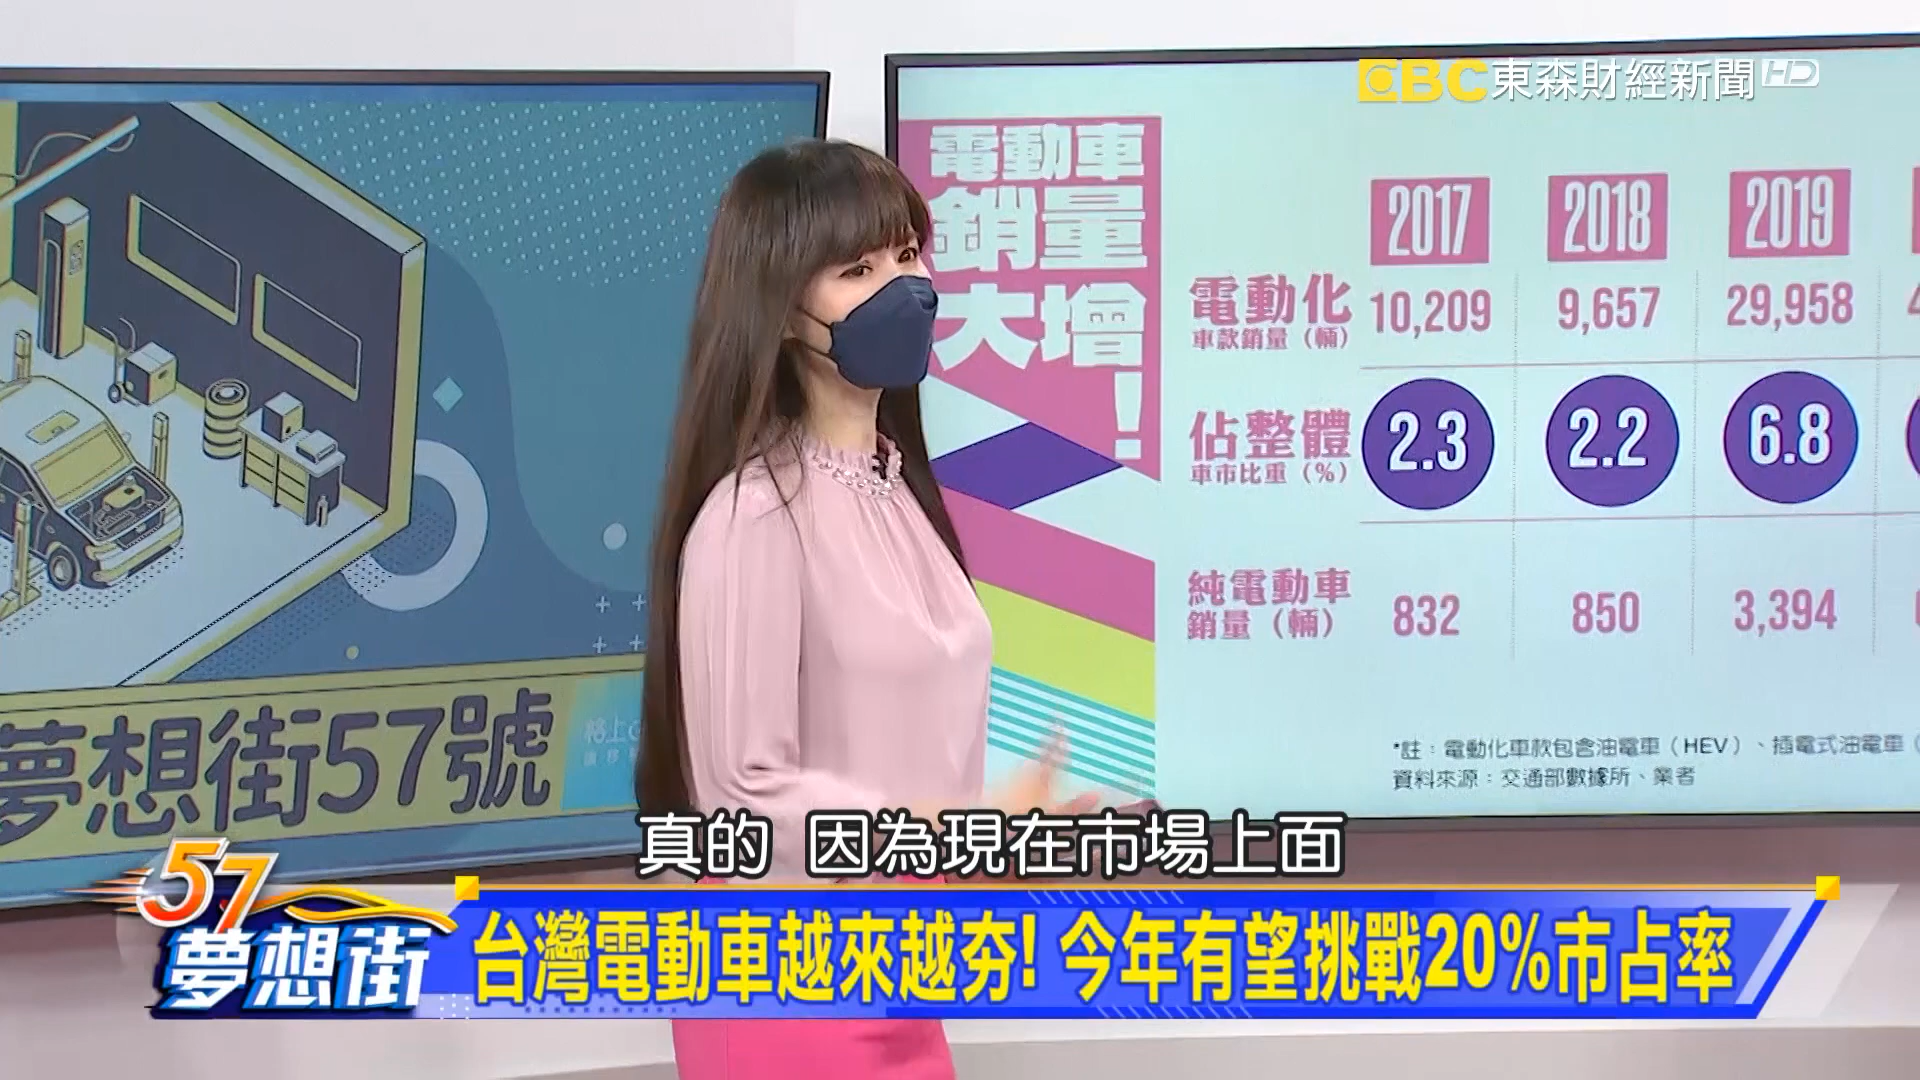 EBC東森財經新聞HD
電動車
銷量
大增
!
2017 2018 2019
電動化 10,209 9,657 29,958
車款銷量(輛)
佔整體 2.3 2.2 6.8
車市比重(%)
純電動車 832 850 3,394
銷量(輛)
*註:電動化車款包含油電車(HEV)、插電式油電車(
資料來源:交通部數據所、業者
夢想街57號
格上
真的 因為現在市場上面
57
夢想街
台灣電動車越來越夯! 今年有望挑戰20%市占率